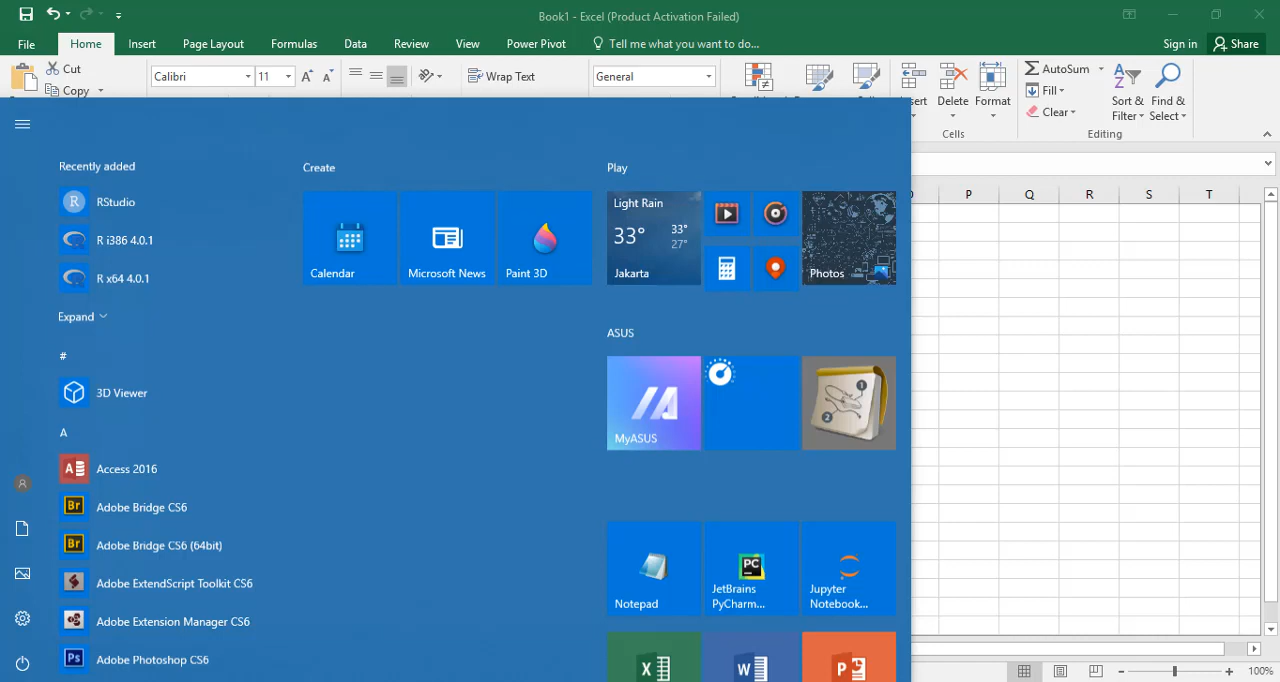 Book1 - Excel (Product Activation Failed)
File Home Insert Page Layout Formulas Data Review View Power Pivot Tell me what you want to do... Sign in Share
Cut
Copy
Calibri 11
Wrap Text
General
Delete Format
Cells
AutoSum
Fill
Clear
Sort & Filter
Find & Select
Editing
P Q R S T
Recently added
RStudio
R i386 4.0.1
R x64 4.0.1
Expand
#
3D Viewer
A
Access 2016
Adobe Bridge CS6
Adobe Bridge CS6 (64bit)
Adobe ExtendScript Toolkit CS6
Adobe Extension Manager CS6
Adobe Photoshop CS6
Create
Calendar
Microsoft News
Paint 3D
Play
Light Rain
33° 33°
27°
Jakarta
Photos
ASUS
MyASUS
Notepad
JetBrains
PyCharm...
Jupyter
Notebook...
100%